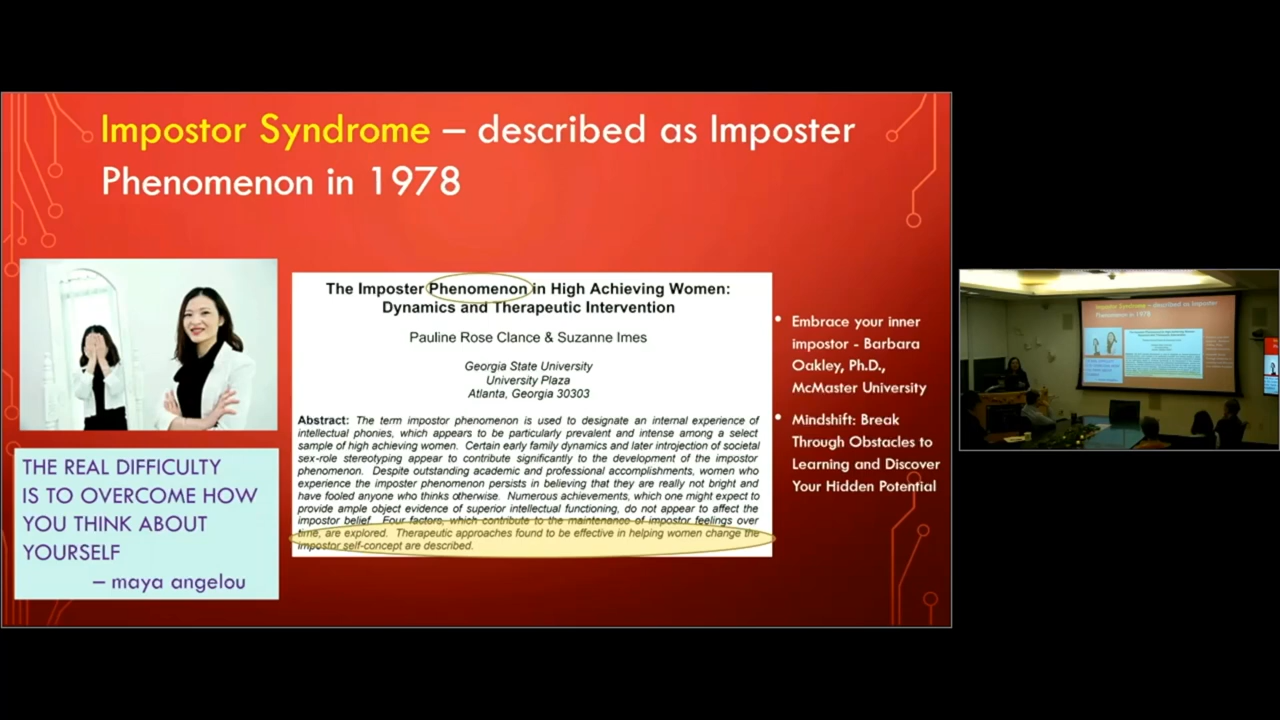 Impostor Syndrome – described as Imposter
Phenomenon in 1978
The Imposter Phenomenon in High Achieving Women:
Dynamics and Therapeutic Intervention
Pauline Rose Clance & Suzanne Imes
Georgia State University
University Plaza
Atlanta, Georgia 30303
Abstract: The term impostor phenomenon is used to designate an internal experience of
intellectual phonies, which appears to be particularly prevalent and intense among a select
sample of high achieving women. Certain early family dynamics and later introjection of societal
sex-role stereotyping appear to contribute significantly to the development of the impostor
phenomenon. Despite outstanding academic and professional accomplishments, women who
experience the imposter phenomenon persists in believing that they are really not bright and
have fooled anyone who thinks otherwise. Numerous achievements, which one might expect to
provide ample object evidence of superior intellectual functioning, do not appear to affect the
impostor belief. Four factors, which contribute to the maintenance of impostor feelings over
time, are explored. Therapeutic approaches found to be effective in helping women change the
impostor self-concept are described.
THE REAL DIFFICULTY
IS TO OVERCOME HOW
YOU THINK ABOUT
YOURSELF
– maya angelou
• Embrace your inner
impostor - Barbara
Oakley, Ph.D.,
McMaster University
• Mindshift: Break
Through Obstacles to
Learning and Discover
Your Hidden Potential
Impostor Syndrome – described as Imposter
Phenomenon in 1978